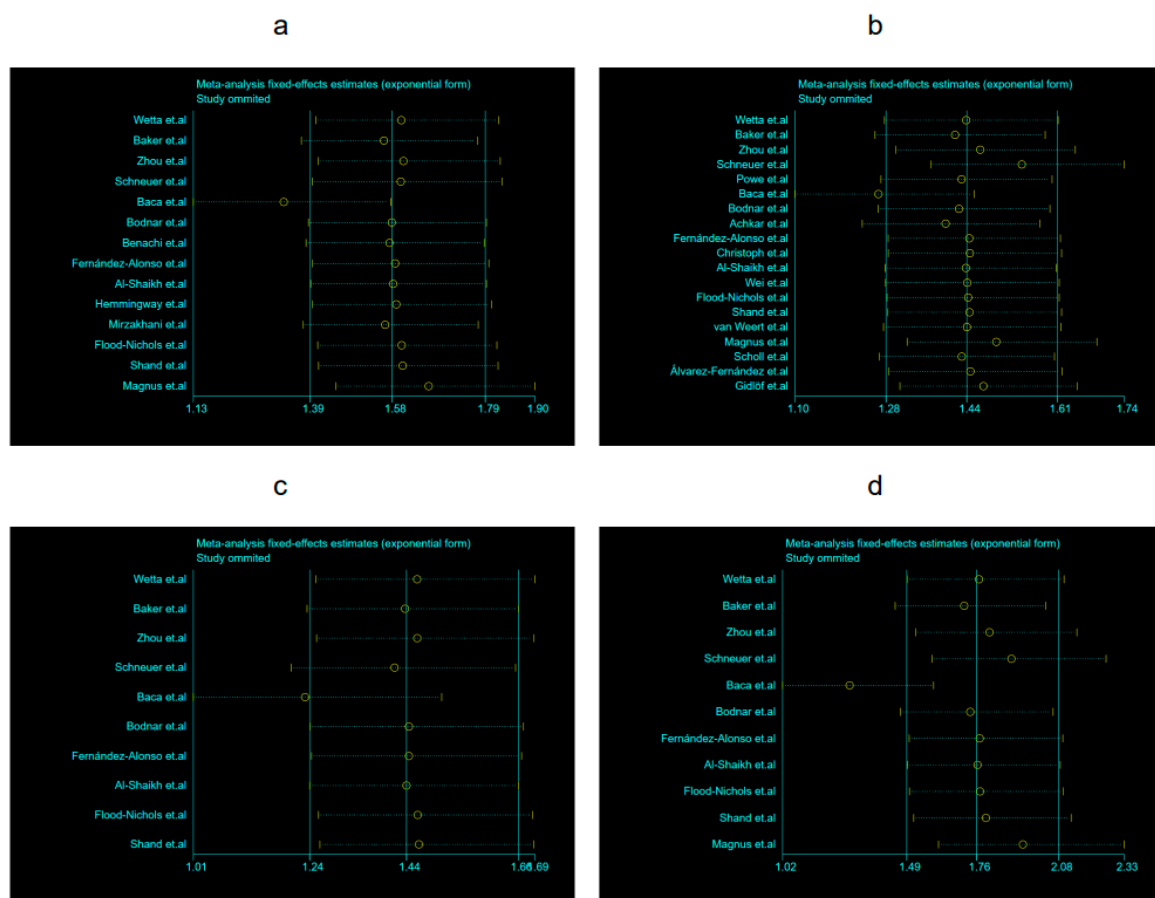 a
Meta-analysis fixed-effects estimates (exponential form)
Study ommited
Wetta et.al
Baker et.al
Zhou et.al
Schneuer et.al
Baca et.al
Bodnar et.al
Benachi et.al
Fernández-Alonso et.al
Al-Shaikh et.al
Hemmingway et.al
Mirzakhani et.al
Flood-Nichols et.al
Shand et.al
Magnus et.al
1.13 1.39 1.58 1.79 1.90
b
Meta-analysis fixed-effects estimates (exponential form)
Study ommited
Wetta et.al
Baker et.al
Zhou et.al
Schneuer et.al
Powe et.al
Baca et.al
Bodnar et.al
Achkar et.al
Fernández-Alonso et.al
Christoph et.al
Al-Shaikh et.al
Wei et.al
Flood-Nichols et.al
Shand et.al
van Weert et.al
Magnus et.al
Scholl et.al
Álvarez-Fernández et.al
Gidlöf et.al
1.10 1.28 1.44 1.61 1.74
c
Meta-analysis fixed-effects estimates (exponential form)
Study ommited
Wetta et.al
Baker et.al
Zhou et.al
Schneuer et.al
Baca et.al
Bodnar et.al
Fernández-Alonso et.al
Al-Shaikh et.al
Flood-Nichols et.al
Shand et.al
1.01 1.24 1.44 1.66 1.69
d
Meta-analysis fixed-effects estimates (exponential form)
Study ommited
Wetta et.al
Baker et.al
Zhou et.al
Schneuer et.al
Baca et.al
Bodnar et.al
Fernández-Alonso et.al
Al-Shaikh et.al
Flood-Nichols et.al
Shand et.al
Magnus et.al
1.02 1.49 1.76 2.08 2.33